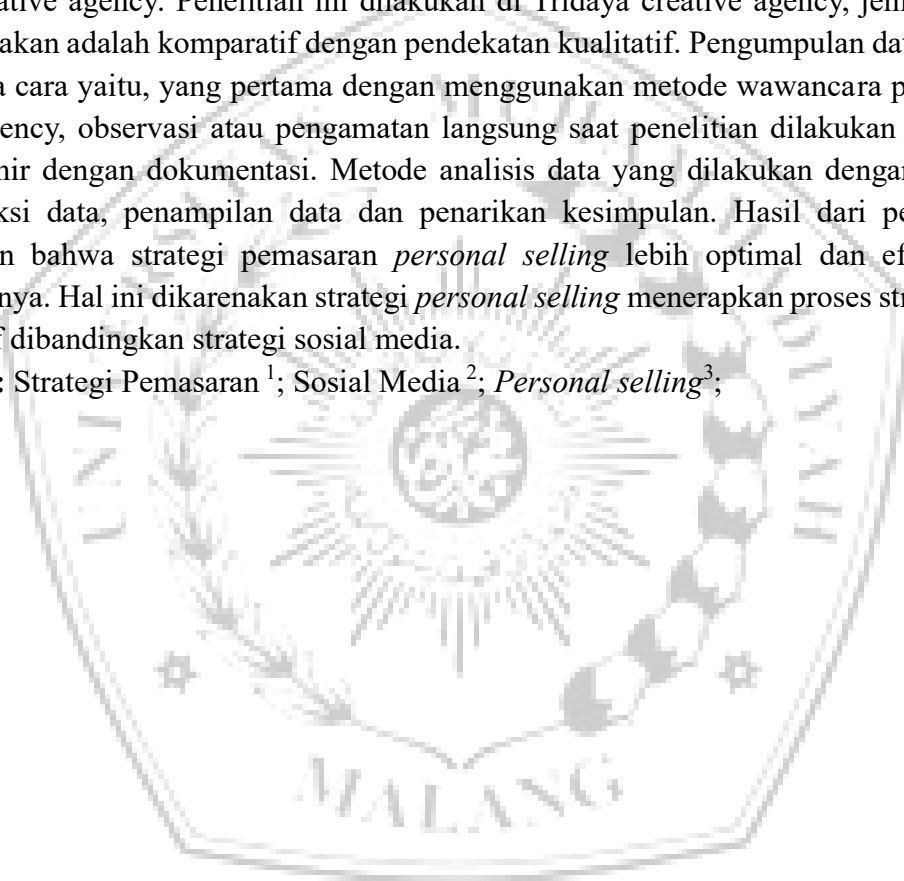 ative agency. Penelitian ini dilakukan di Tridaya creative agency, jen
akan adalah komparatif dengan pendekatan kualitatif. Pengumpulan dat
a cara yaitu, yang pertama dengan menggunakan metode wawancara p
ency, observasi atau pengamatan langsung saat penelitian dilakukan
hir dengan dokumentasi. Metode analisis data yang dilakukan dengan
ksi data, penampilan data dan penarikan kesimpulan. Hasil dari pe
n bahwa strategi pemasaran personal selling lebih optimal dan ef
nya. Hal ini dikarenakan strategi personal selling menerapkan proses str
f dibandingkan strategi sosial media.
: Strategi Pemasaran 1; Sosial Media 2; Personal selling3;
MALANG